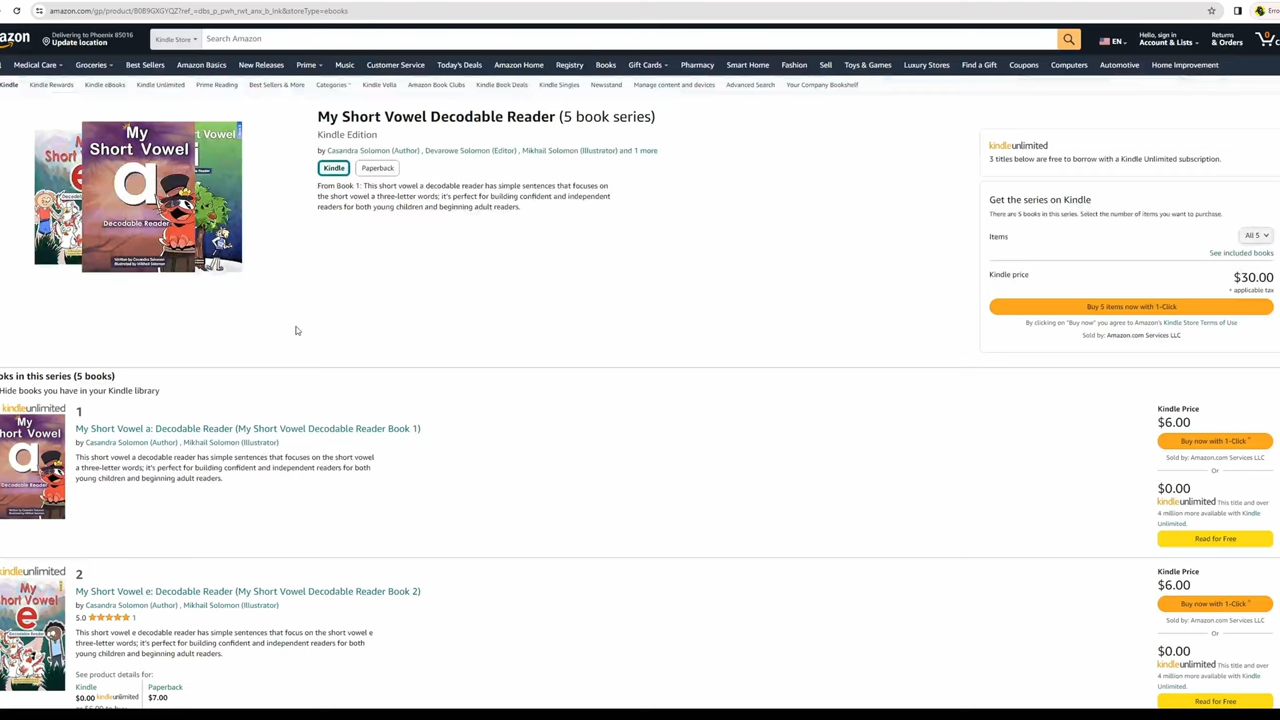 amazon.com/gp/product/B0B9GXGYQZ?ref_=dbs_p_pwh_rwt_anx_b_lnk&storeType=ebooks
Delivering to Phoenix 85016
Update location
Kindle Store
Search Amazon
EN
Hello, sign in
Account & Lists
Returns
& Orders
0
Medical Care
Groceries
Best Sellers
Amazon Basics
New Releases
Prime
Music
Customer Service
Today's Deals
Amazon Home
Registry
Books
Gift Cards
Pharmacy
Smart Home
Fashion
Sell
Toys & Games
Luxury Stores
Find a Gift
Coupons
Computers
Automotive
Home Improvement
Kindle
Kindle Rewards
Kindle eBooks
Kindle Unlimited
Prime Reading
Best Sellers & More
Categories
Kindle Vella
Amazon Book Clubs
Kindle Book Deals
Kindle Singles
Newsstand
Manage content and devices
Advanced Search
Your Company Bookshelf
My
Short Vowel
a
Decodable Reader
My Short Vowel Decodable Reader (5 book series)
Kindle Edition
by Casandra Solomon (Author) , Devarowe Solomon (Editor) , Mikhail Solomon (Illustrator) and 1 more
Kindle
Paperback
From Book 1: This short vowel a decodable reader has simple sentences that focuses on
the short vowel a three-letter words; it's perfect for building confident and independent
readers for both young children and beginning adult readers.
kindleunlimited
3 titles below are free to borrow with a Kindle Unlimited subscription.
Get the series on Kindle
There are 5 books in this series. Select the number of items you want to purchase.
Items
All 5
See included books
Kindle price
$30.00
+ applicable tax
Buy 5 items now with 1-Click
By clicking on "Buy now" you agree to Amazon's Kindle Store Terms of Use
Sold by: Amazon.com Services LLC
oks in this series (5 books)
Hide books you have in your Kindle library
kindleunlimited
1
My Short Vowel a: Decodable Reader (My Short Vowel Decodable Reader Book 1)
by Casandra Solomon (Author) , Mikhail Solomon (Illustrator)
This short vowel a decodable reader has simple sentences that focuses on the short vowel
a three-letter words; it's perfect for building confident and independent readers for both
young children and beginning adult readers.
Kindle Price
$6.00
Buy now with 1-Click
Sold by: Amazon.com Services LLC
Or
$0.00
kindleunlimited This title and over
4 million more available with Kindle
Unlimited.
Read for Free
kindleunlimited
2
My Short Vowel e: Decodable Reader (My Short Vowel Decodable Reader Book 2)
by Casandra Solomon (Author) , Mikhail Solomon (Illustrator)
5.0
1
This short vowel e decodable reader has simple sentences that focus on the short vowel e
three-letter words; it's perfect for building confident and independent readers for both
young children and beginning adult readers.
See product details for:
Kindle
Paperback
$0.00 kindleunlimited
$7.00
Kindle Price
$6.00
Buy now with 1-Click
Sold by: Amazon.com Services LLC
Or
$0.00
kindleunlimited This title and over
4 million more available with Kindle
Unlimited.
Read for Free